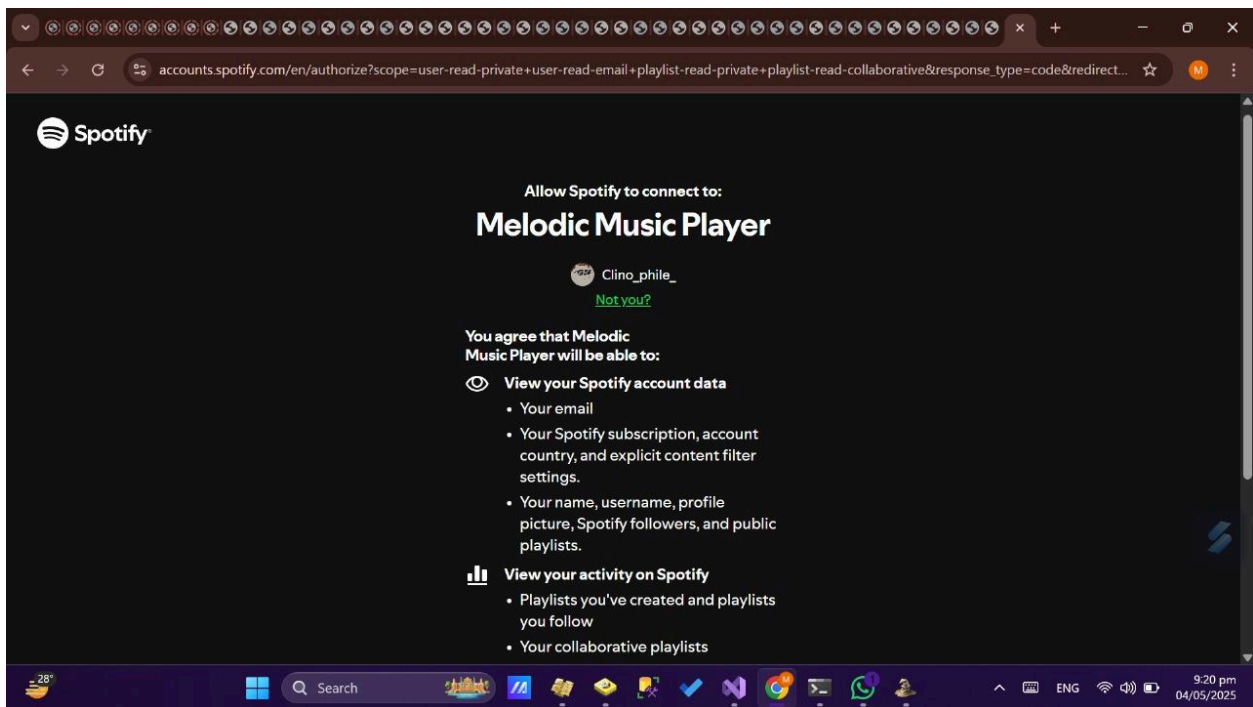 accounts.spotify.com/en/authorize?scope=user-read-private+user-read-email+playlist-read-private+playlist-read-collaborative&response_type=code&redirect...
M
Spotify
Allow Spotify to connect to:
Melodic Music Player
Clino_phile_
Not you?
You agree that Melodic
Music Player will be able to:
View your Spotify account data
• Your email
• Your Spotify subscription, account
country, and explicit content filter
settings.
• Your name, username, profile
picture, Spotify followers, and public
playlists.
View your activity on Spotify
• Playlists you've created and playlists
you follow
• Your collaborative playlists
28°
Search
ENG
9:20 pm
04/05/2025